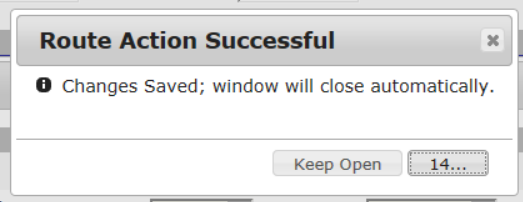 Route Action Successful
Changes Saved; window will close automatically.
Keep Open 14...